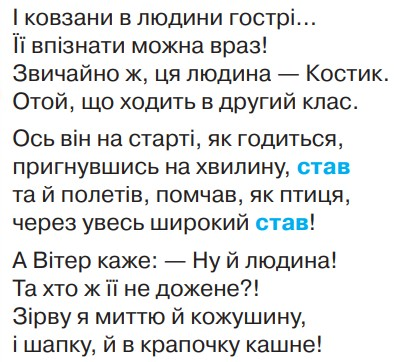 І ковзани в людини гострі...
Її впізнати можна враз!
Звичайно ж, ця людина — Костик.
Отой, що ходить в другий клас.
Ось він на старті, як годиться,
пригнувшись на хвилину, став
та й полетів, помчав, як птиця,
через увесь широкий став!
А Вітер каже: — Ну й людина!
Та хто ж її не дожене?!
Зірву я миттю й кожушину,
і шапку, й в крапочку кашне!